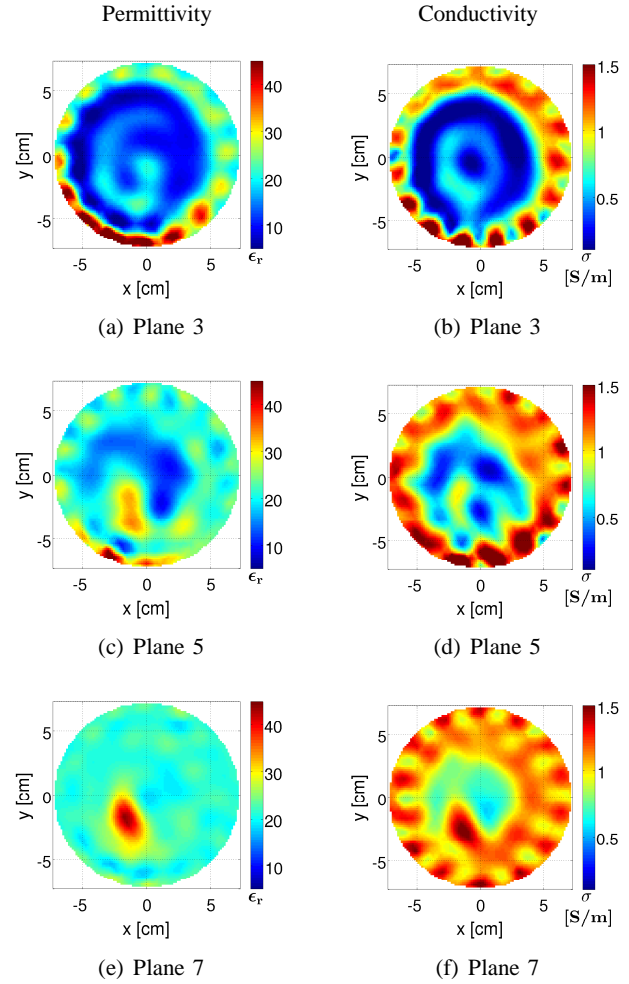 Permittivity
Conductivity
5
0
-5
y [cm]
-5
0
5
x [cm]
40
30
20
10
ϵr
(a) Plane 3
5
0
-5
y [cm]
-5
0
5
x [cm]
1.5
1
0.5
σ
[S/m]
(b) Plane 3
5
0
-5
y [cm]
-5
0
5
x [cm]
40
30
20
10
ϵr
(c) Plane 5
5
0
-5
y [cm]
-5
0
5
x [cm]
1.5
1
0.5
σ
[S/m]
(d) Plane 5
5
0
-5
y [cm]
-5
0
5
x [cm]
40
30
20
10
ϵr
(e) Plane 7
5
0
-5
y [cm]
-5
0
5
x [cm]
1.5
1
0.5
σ
[S/m]
(f) Plane 7